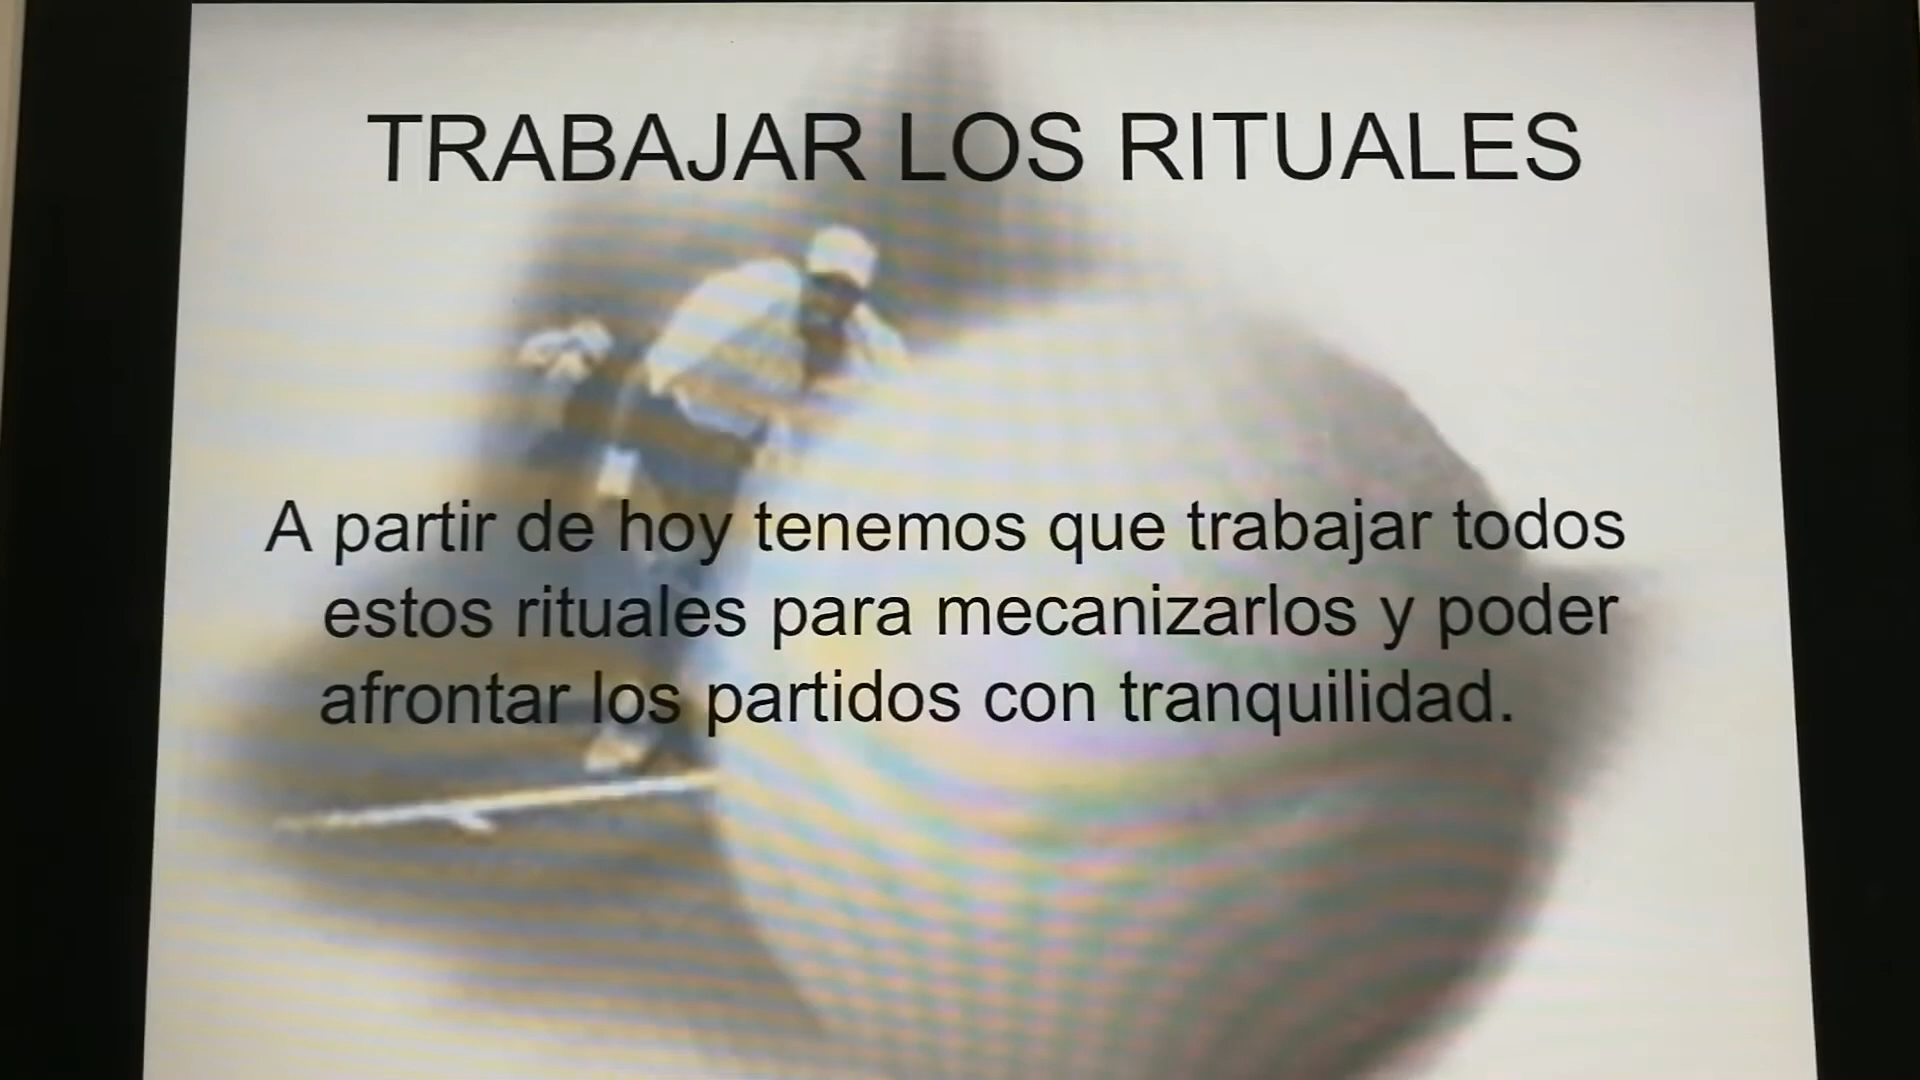 TRABAJAR LOS RITUALES
A partir de hoy tenemos que trabajar todos
estos rituales para mecanizarlos y poder
afrontar los partidos con tranquilidad.